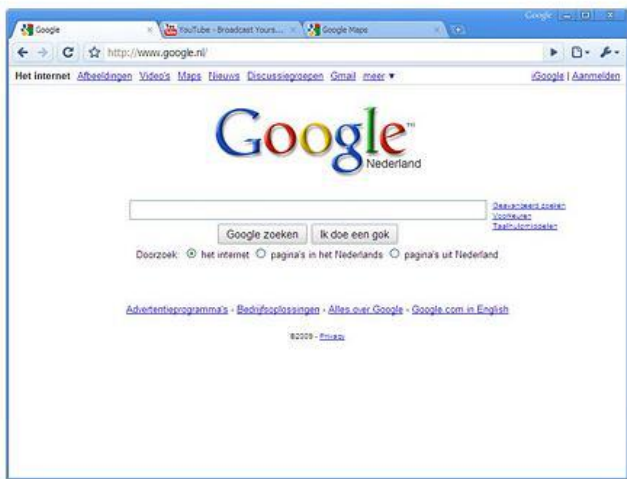 Google
Google YouTube - Broadcast Yours... Google Maps
http://www.google.nl/
Het internet Afbeeldingen Video's Maps Nieuws Discussiegroepen Gmail meer ▼ iGoogle | Aanmelden
Google™
Nederland
Geavanceerd zoeken
Voorkeuren
Taalhulpmiddelen
Google zoeken Ik doe een gok
Doorzoek: het internet pagina's in het Nederlands pagina's uit Nederland
Advertentieprogramma's - Bedrijfsoplossingen - Alles over Google - Google.com in English
©2009 - Privacy